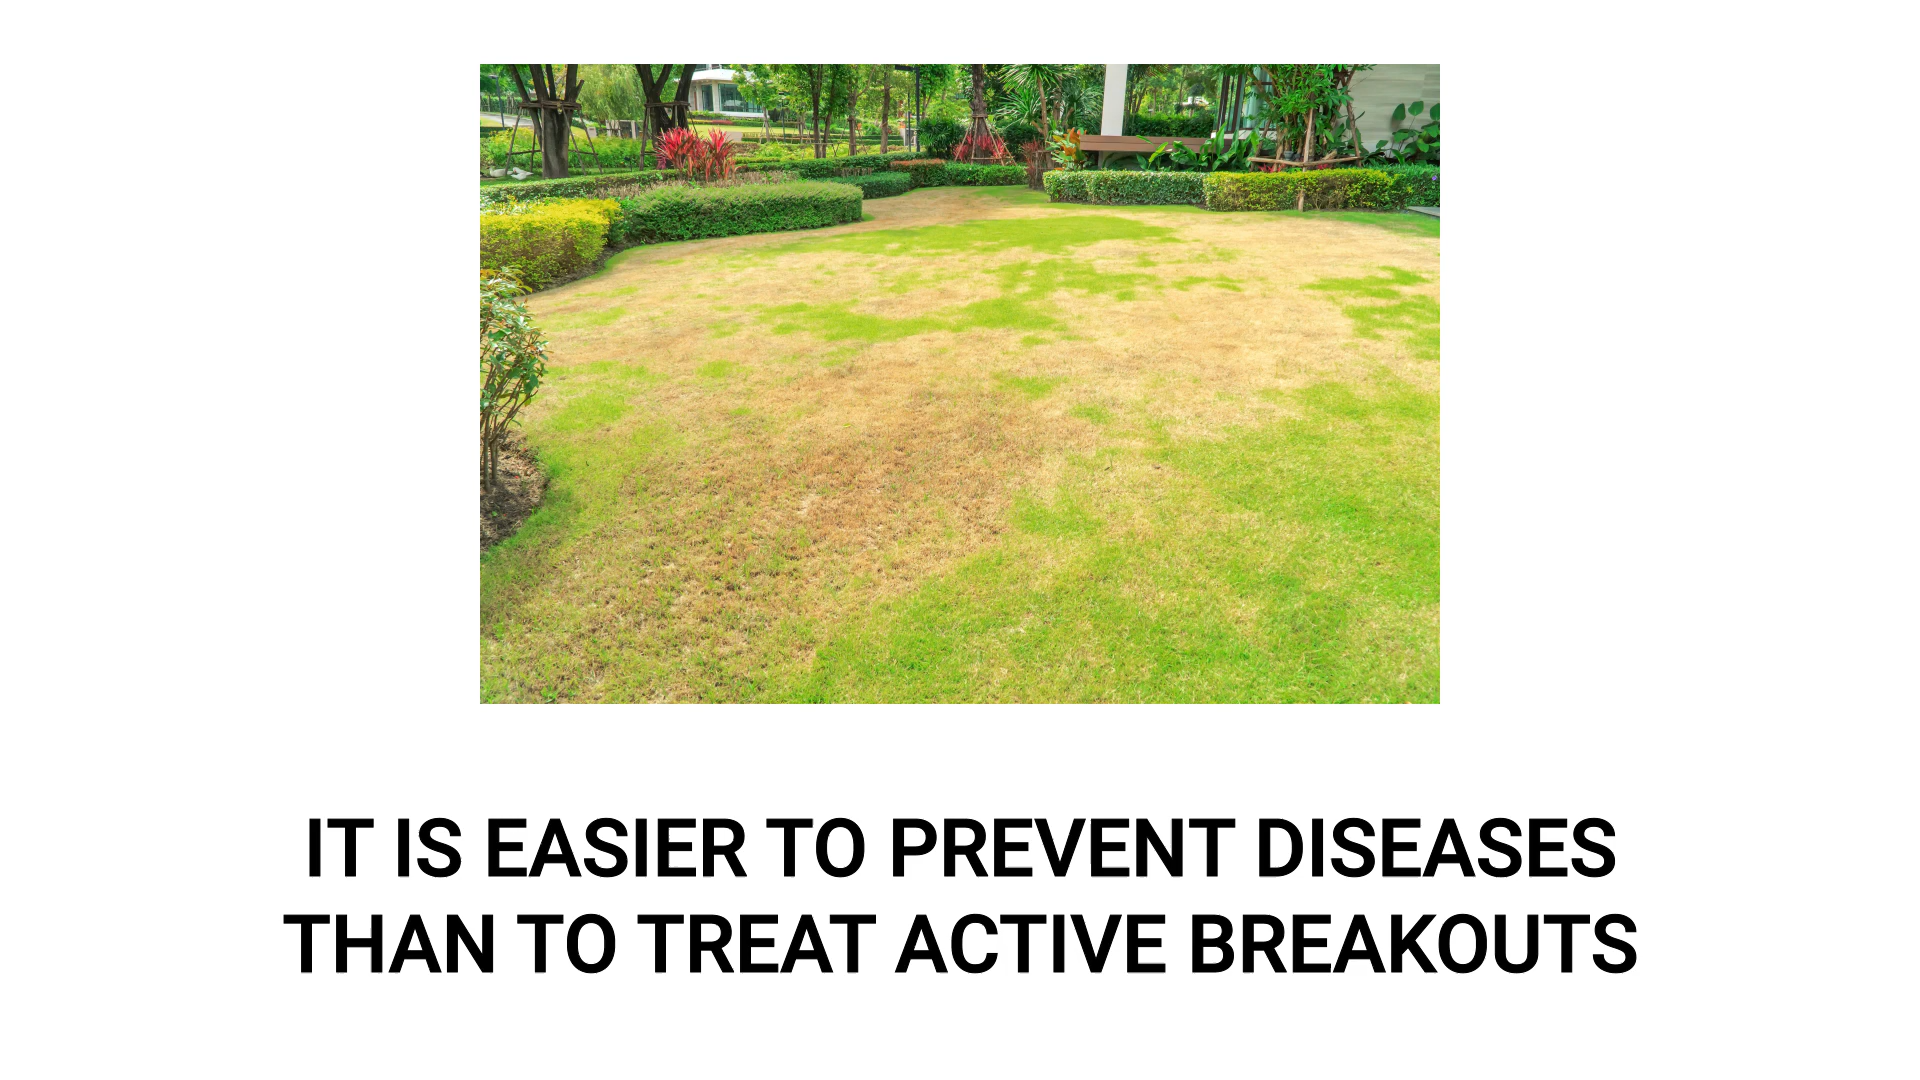 IT IS EASIER TO PREVENT DISEASES
THAN TO TREAT ACTIVE BREAKOUTS